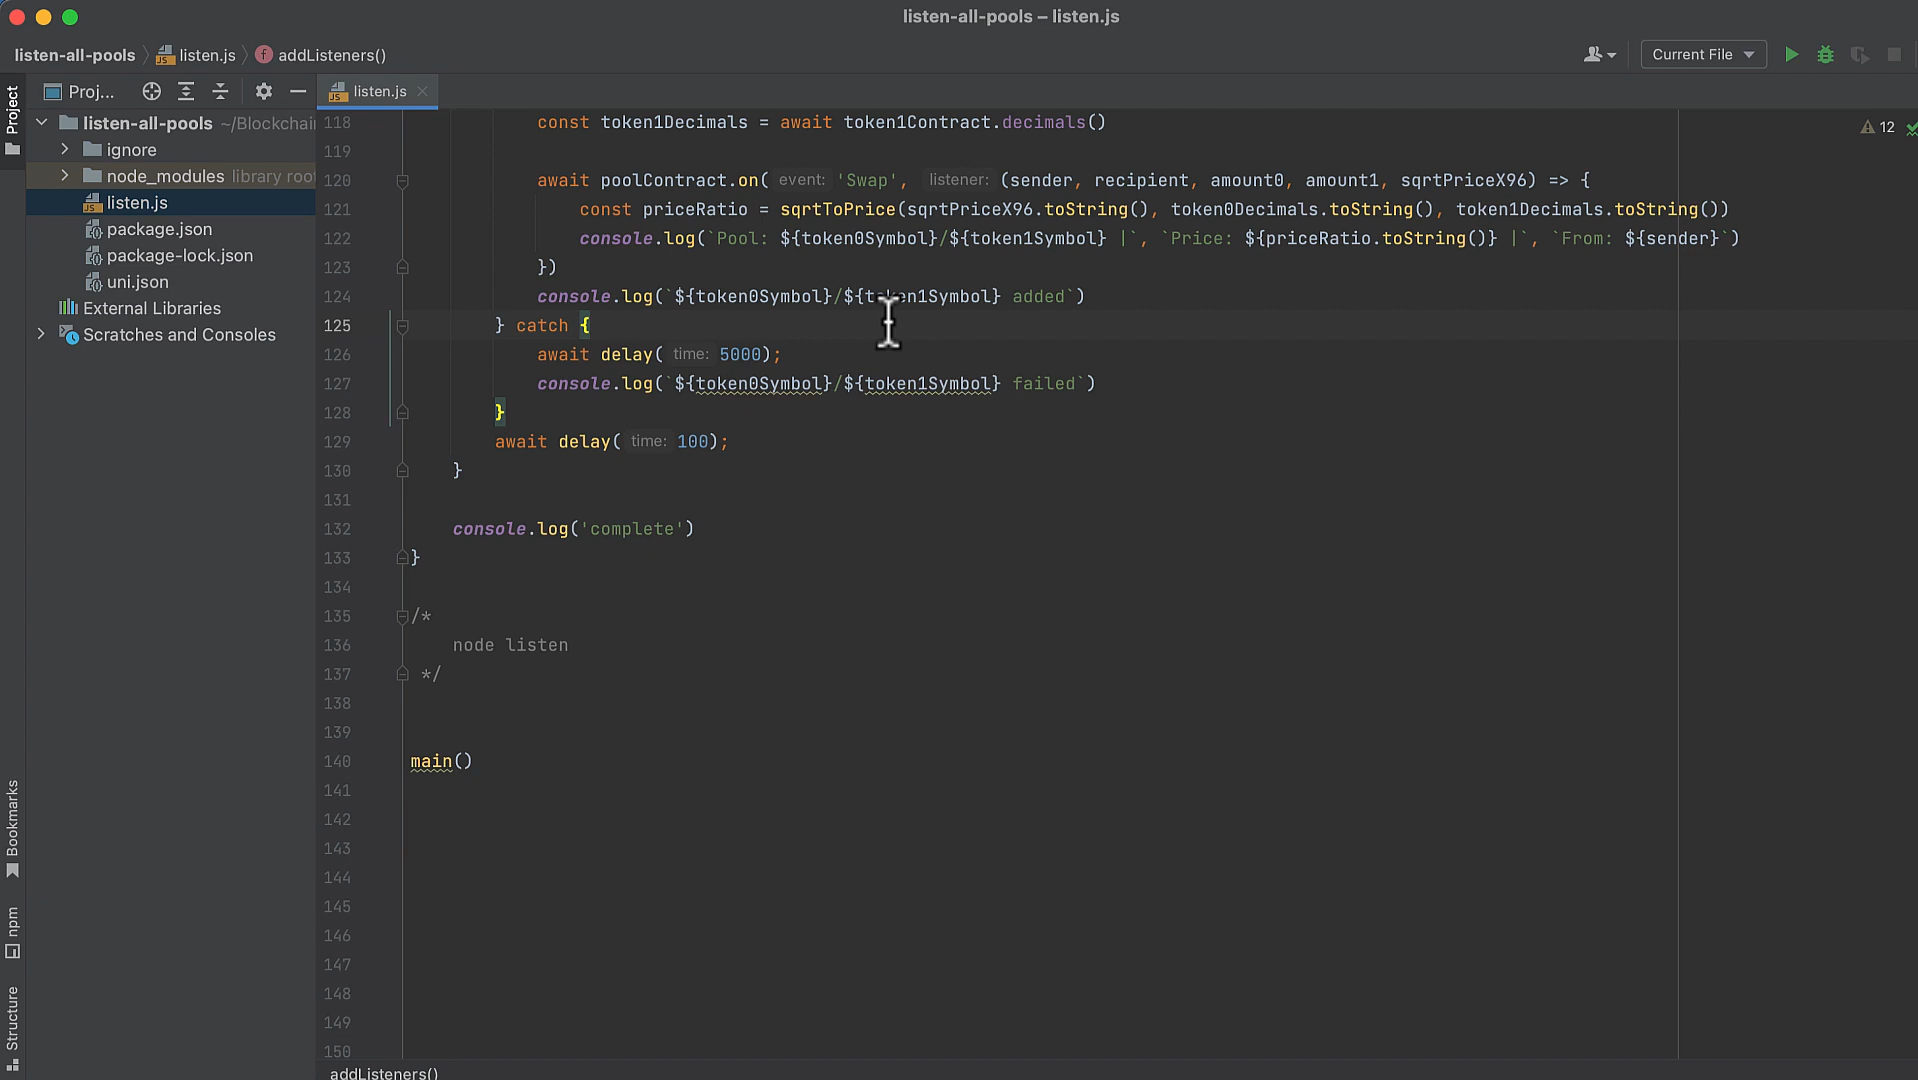 listen-all-pools – listen.js
listen-all-pools
listen.js
addListeners()
Current File
Project
Proj...
listen.js
listen-all-pools ~/Blockchai
ignore
node_modules library root
listen.js
package.json
package-lock.json
uni.json
External Libraries
Scratches and Consoles
12
118 const token1Decimals = await token1Contract.decimals()
119
120 await poolContract.on( event: 'Swap', listener: (sender, recipient, amount0, amount1, sqrtPriceX96) => {
121 const priceRatio = sqrtToPrice(sqrtPriceX96.toString(), token0Decimals.toString(), token1Decimals.toString())
122 console.log(`Pool: ${token0Symbol}/${token1Symbol} |`, `Price: ${priceRatio.toString()} |`, `From: ${sender}`)
123 })
124 console.log(`${token0Symbol}/${token1Symbol} added`)
125 } catch {
126 await delay( time: 5000);
127 console.log(`${token0Symbol}/${token1Symbol} failed`)
128 }
129 await delay( time: 100);
130 }
131
132 console.log('complete')
133 }
134
135 /*
136 node listen
137 */
138
139
140 main()
141
142
143
144
145
146
147
148
149
150
Bookmarks
npm
Structure
addListeners()